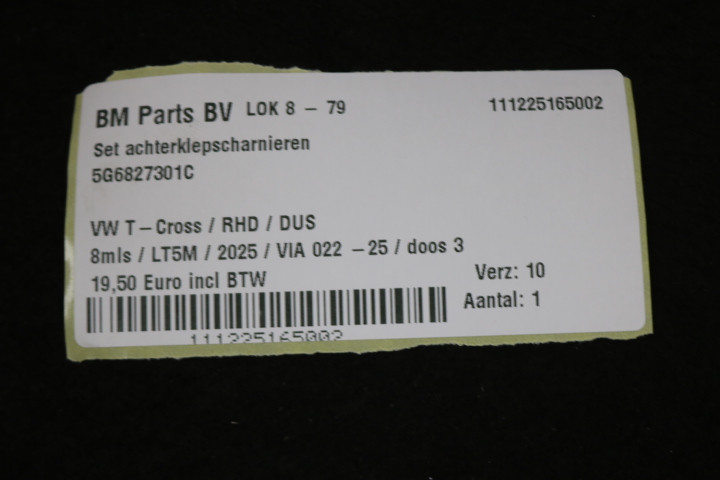 BM Parts BV LOK 8 – 79 111225165002
Set achterklepscharnieren
5G6827301C
VW T–Cross / RHD / DUS
8mls / LT5M / 2025 / VIA 022 –25 / doos 3
19,50 Euro incl BTW Verz: 10
Aantal: 1
111225165002